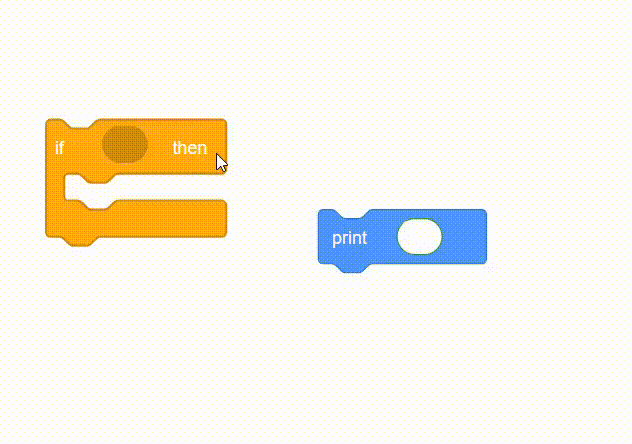 if then
print